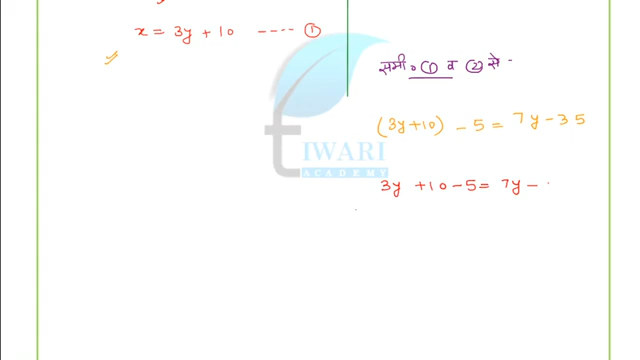 x = 3y + 10 ---- ①
समी० ① व ② से -
(3y+10) - 5 = 7y - 35
3y + 10 - 5 = 7y -
TIWARI
ACADEMY